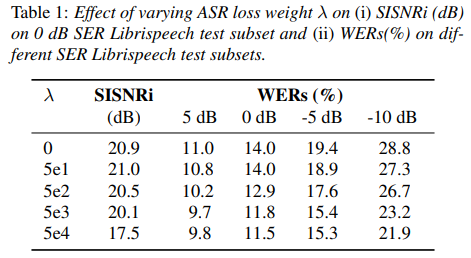 Table 1: Effect of varying ASR loss weight λ on (i) SISNRi (dB)
on 0 dB SER Librispeech test subset and (ii) WERs(%) on dif-
ferent SER Librispeech test subsets.
λ SISNRi WERs (%)
(dB) 5 dB 0 dB -5 dB -10 dB
0 20.9 11.0 14.0 19.4 28.8
5e1 21.0 10.8 14.0 18.9 27.3
5e2 20.5 10.2 12.9 17.6 26.7
5e3 20.1 9.7 11.8 15.4 23.2
5e4 17.5 9.8 11.5 15.3 21.9